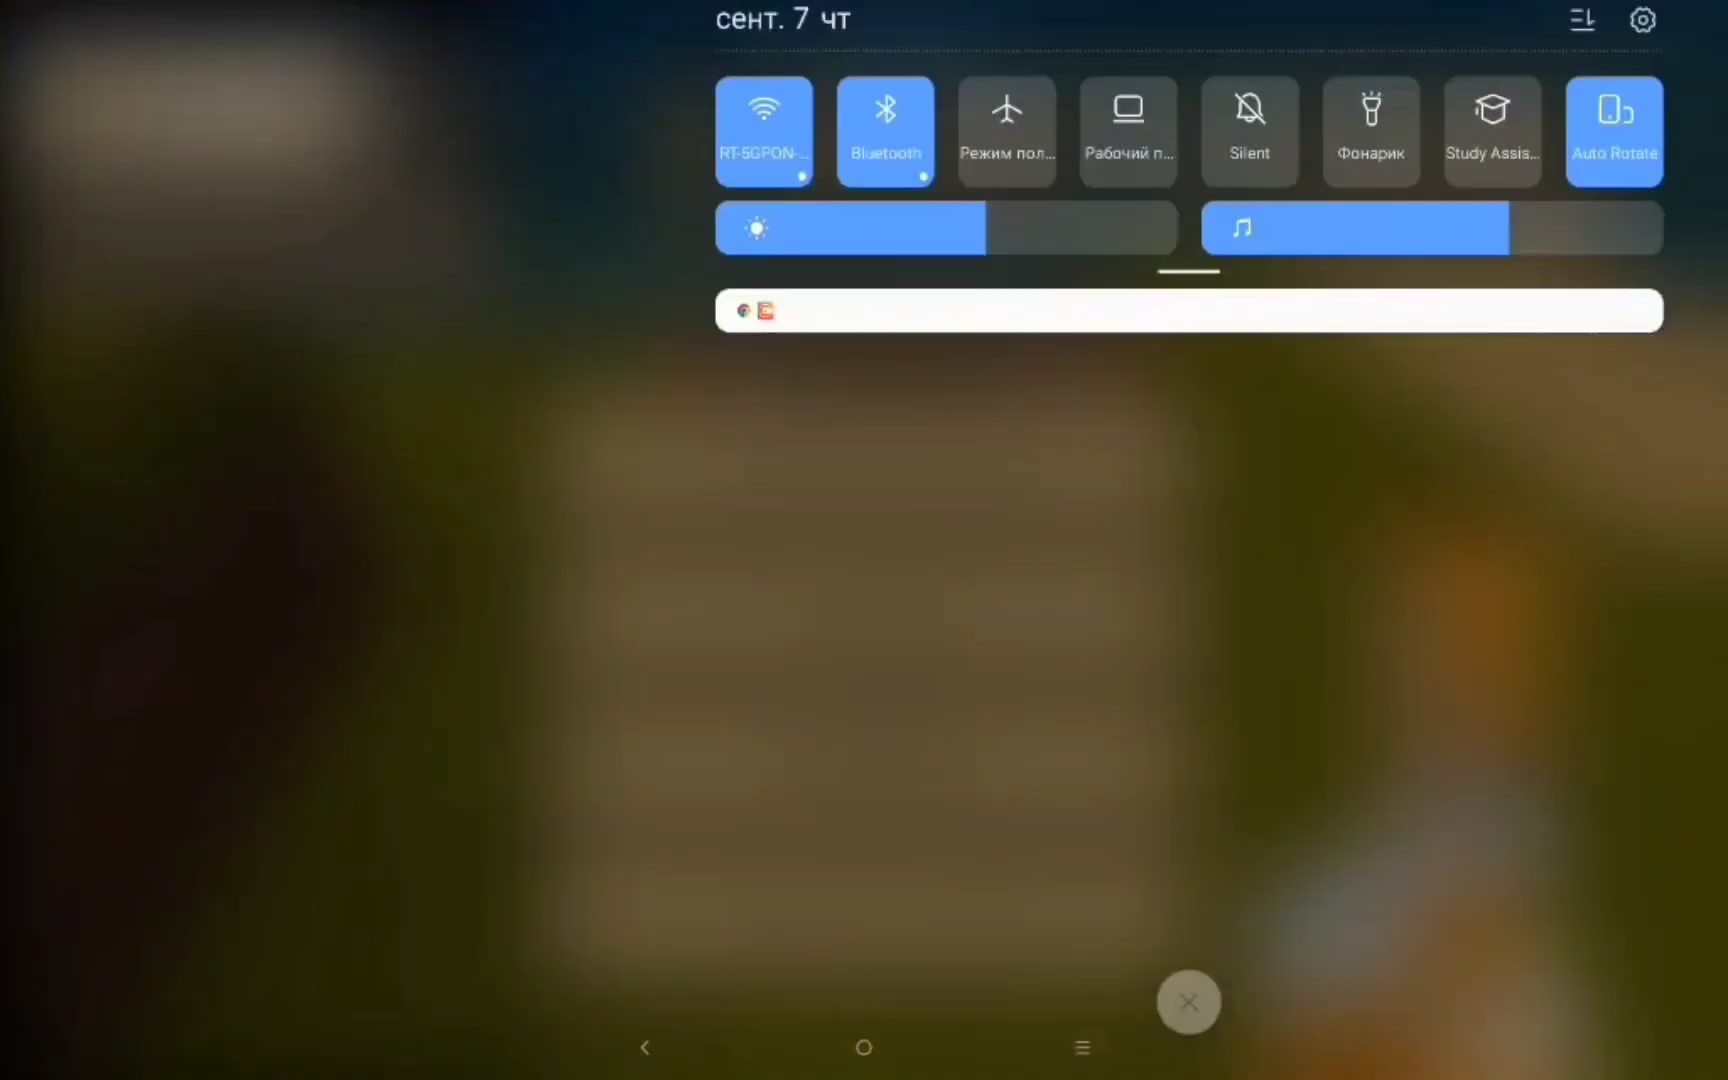 сент. 7 чт
RT-5GPON-...
Bluetooth
Режим пол...
Рабочий п...
Silent
Фонарик
Study Assis...
Auto Rotate